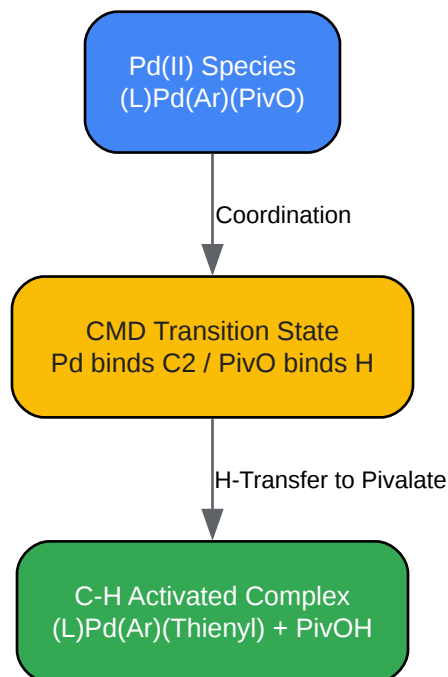 Pd(II) Species
(L)Pd(Ar)(PivO)
Coordination
CMD Transition State
Pd binds C2 / PivO binds H
H-Transfer to Pivalate
C-H Activated Complex
(L)Pd(Ar)(Thienyl) + PivOH